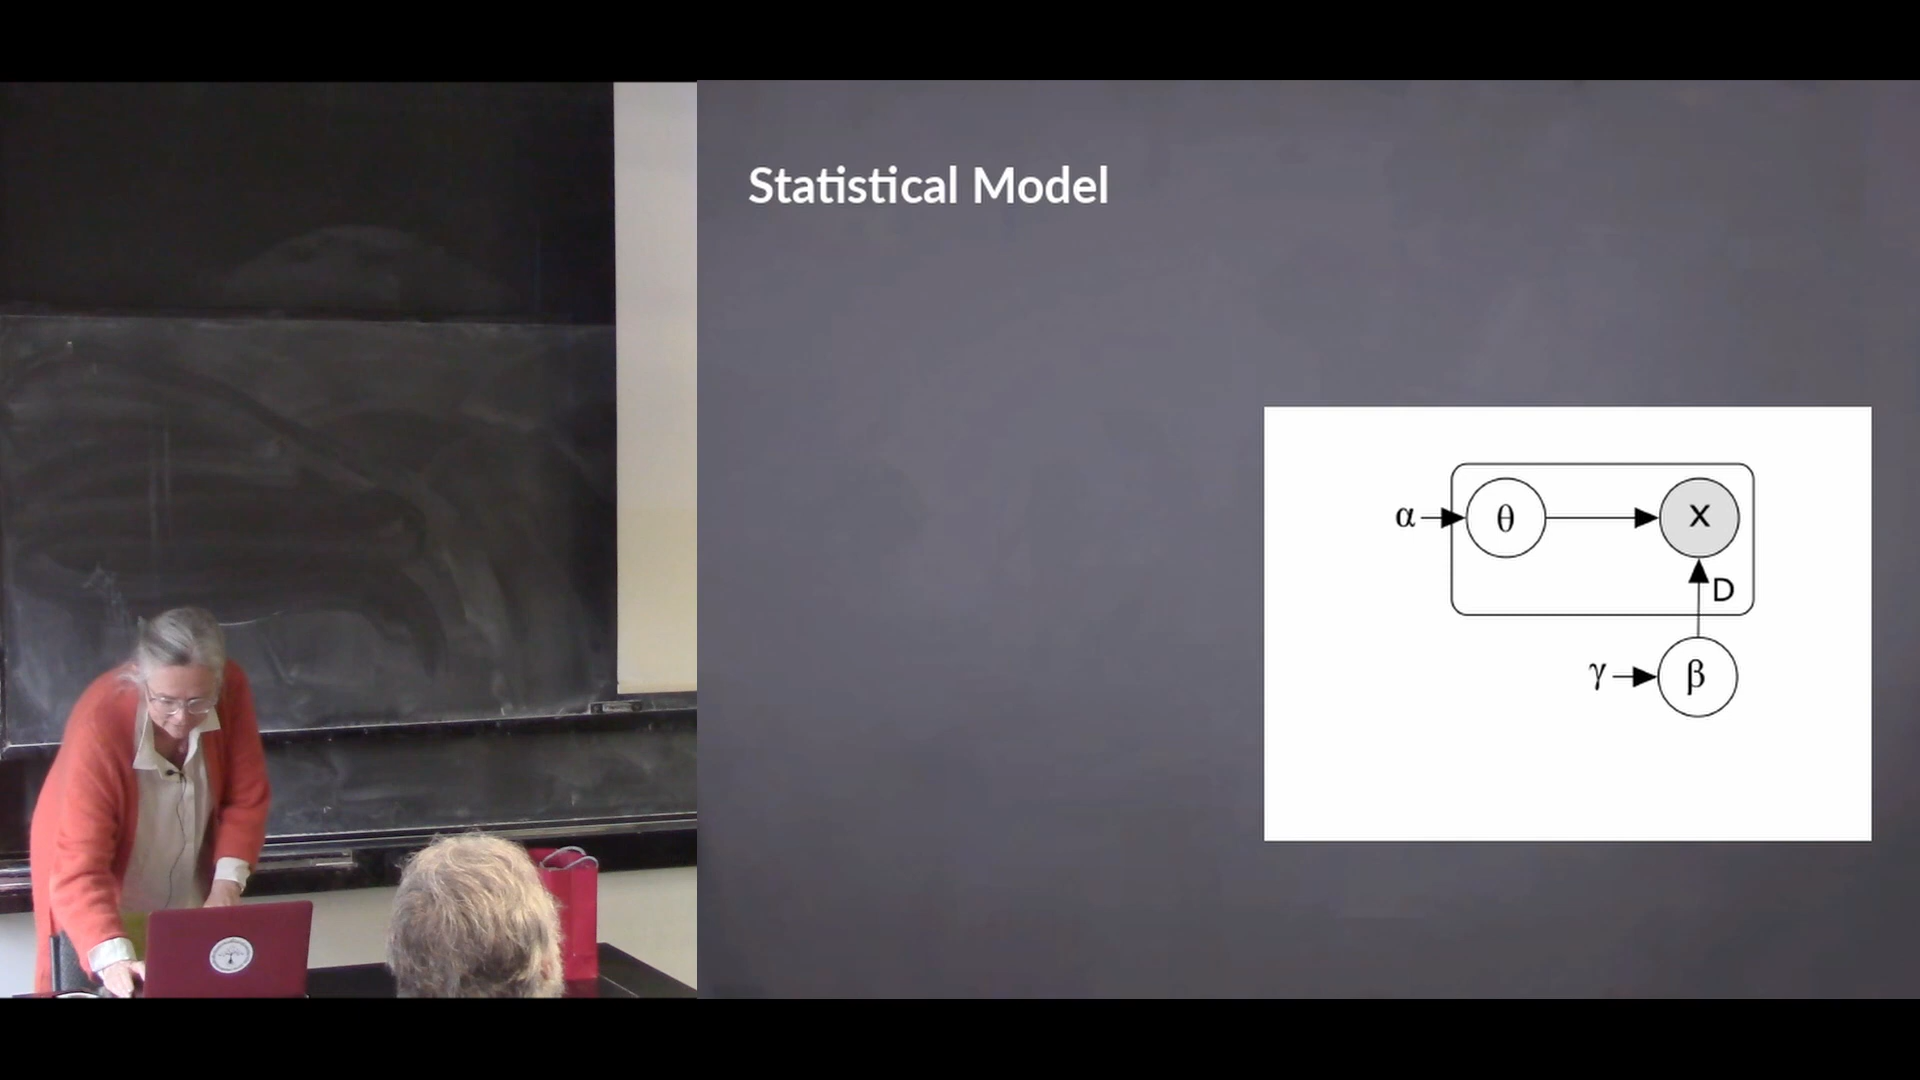 Statistical Model
α θ X
D
γ β